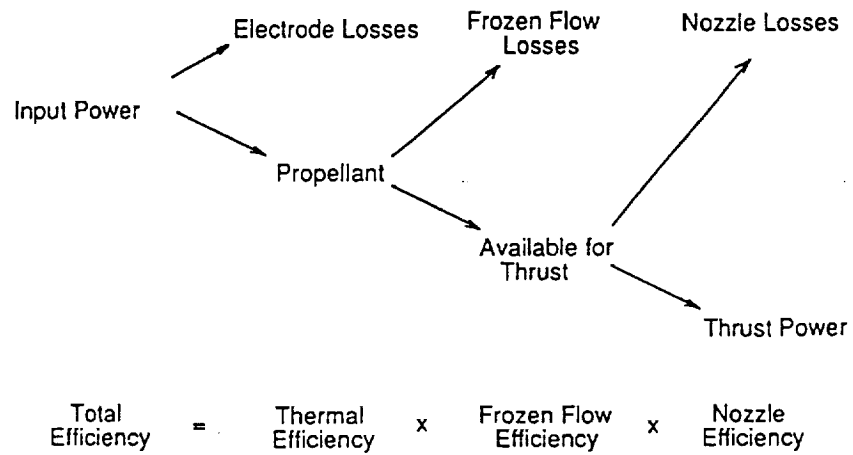 Electrode Losses
Frozen Flow
Losses
Nozzle Losses
Input Power
Propellant
Available for
Thrust
Thrust Power
Total
Efficiency
=
Thermal
Efficiency
x
Frozen Flow
Efficiency
x
Nozzle
Efficiency